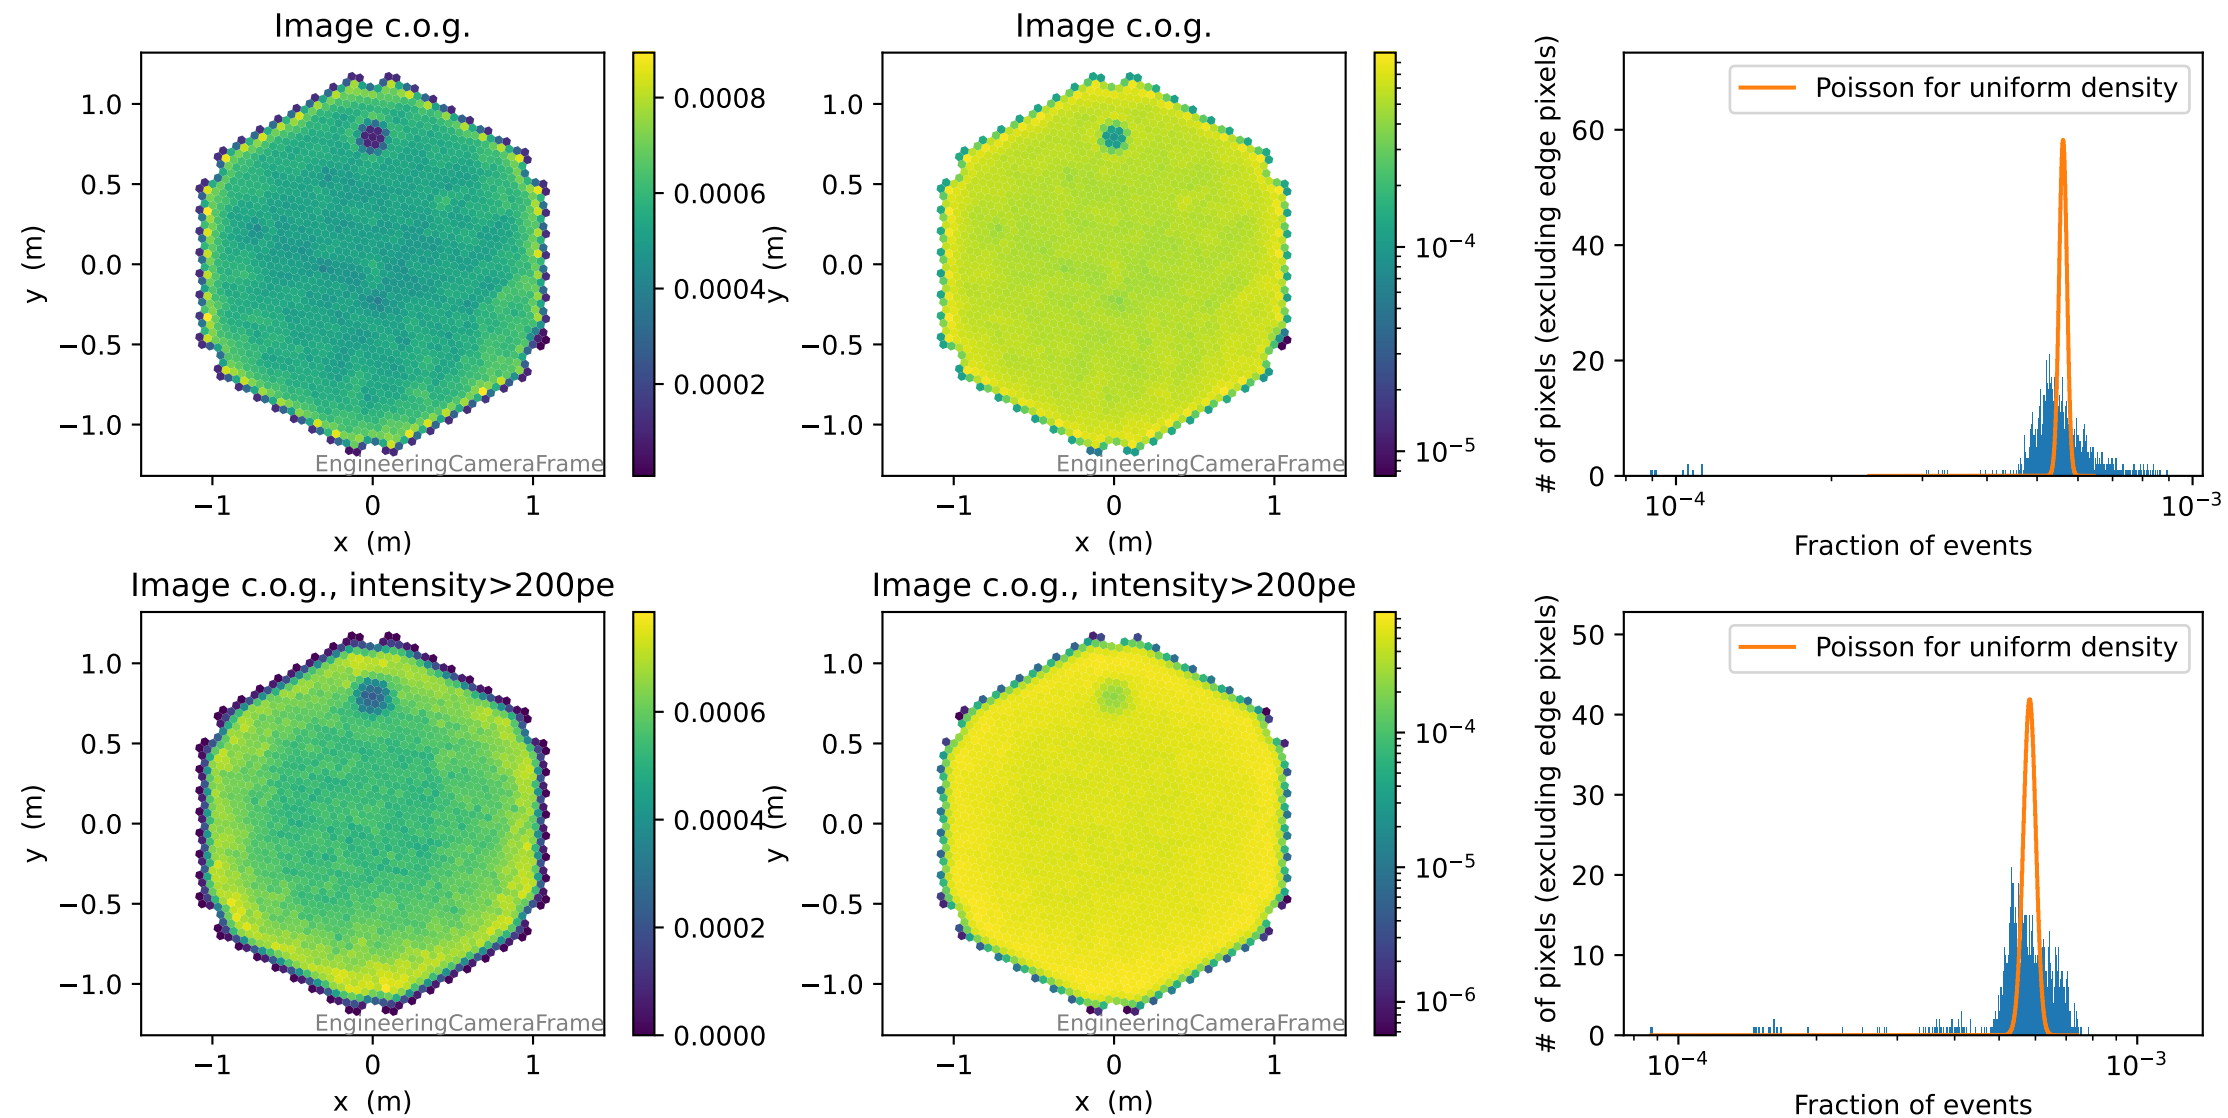 Image c.o.g.
y (m)
1.0
0.5
0.0
−0.5
−1.0
−1 0 1
x (m)
EngineeringCameraFrame
0.0008
0.0006
0.0004
0.0002
Image c.o.g.
y (m)
1.0
0.5
0.0
−0.5
−1.0
−1 0 1
x (m)
EngineeringCameraFrame
10⁻⁴
10⁻⁵
# of pixels (excluding edge pixels)
60
40
20
0
Poisson for uniform density
10⁻⁴ 10⁻³
Fraction of events
Image c.o.g., intensity>200pe
y (m)
1.0
0.5
0.0
−0.5
−1.0
−1 0 1
x (m)
EngineeringCameraFrame
0.0006
0.0004
0.0002
0.0000
Image c.o.g., intensity>200pe
y (m)
1.0
0.5
0.0
−0.5
−1.0
−1 0 1
x (m)
EngineeringCameraFrame
10⁻⁴
10⁻⁵
10⁻⁶
# of pixels (excluding edge pixels)
50
40
30
20
10
0
Poisson for uniform density
10⁻⁴ 10⁻³
Fraction of events